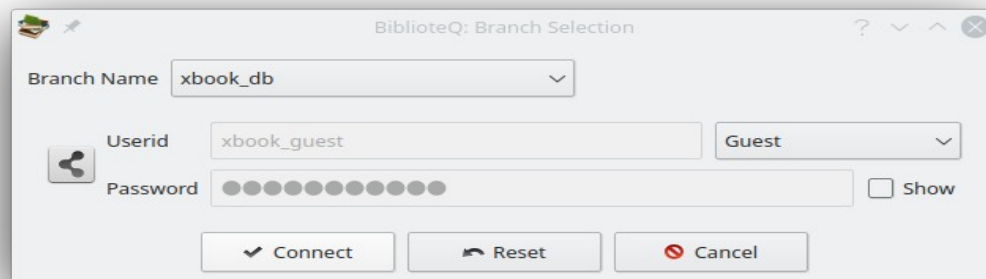 BiblioteQ: Branch Selection
Branch Name xbook_db
Userid xbook_guest Guest
Password ●●●●●●●●●●● Show
Connect Reset Cancel